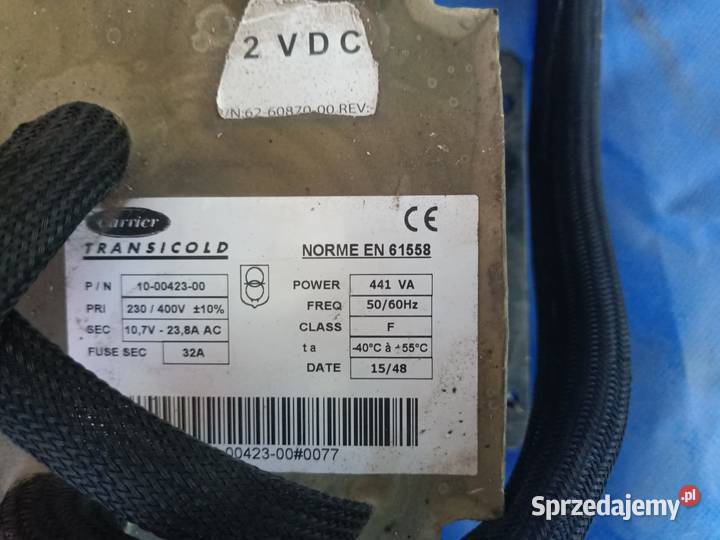 2 VDC
/N:62-60870-00 REV:
Carrier
TRANSICOLD
CE
NORME EN 61558
P / N 10-00423-00
PRI 230 / 400V ±10%
SEC 10,7V - 23,8A AC
FUSE SEC 32A
POWER 441 VA
FREQ 50/60Hz
CLASS F
t a -40°C à +55°C
DATE 15/48
-00423-00#0077
Sprzedajemy.pl